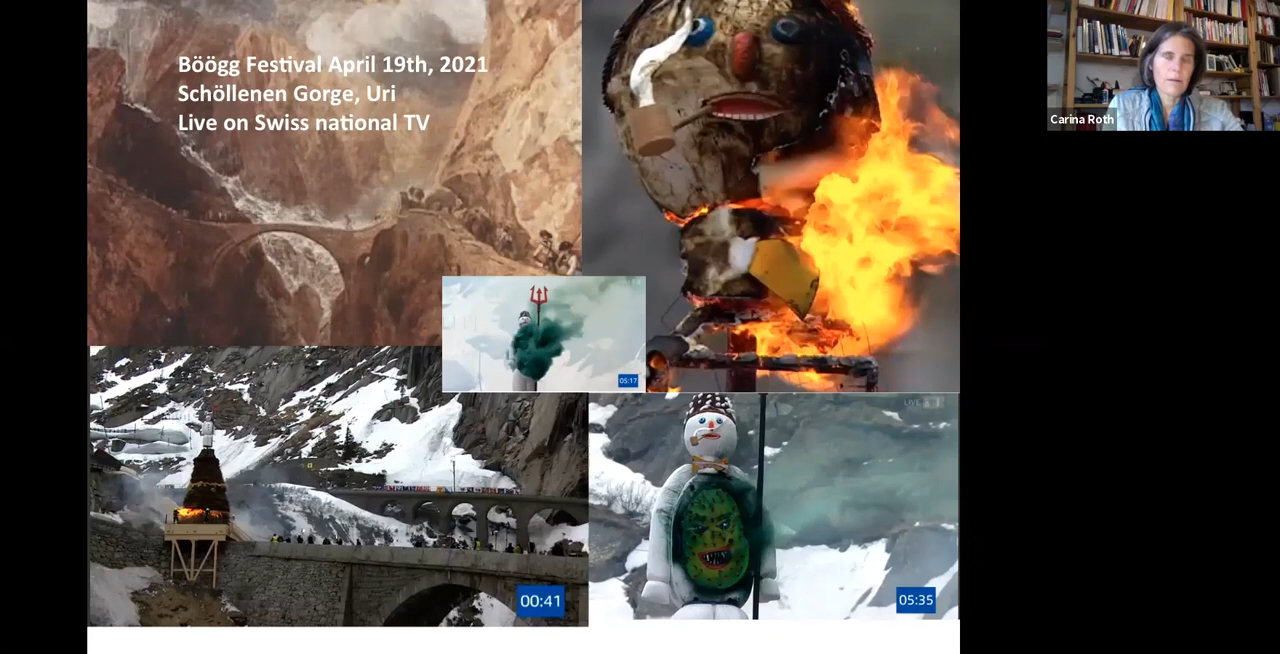 Böögg Festival April 19th, 2021
Schöllenen Gorge, Uri
Live on Swiss national TV
Carina Roth
05:17
LIVE
00:41
05:35